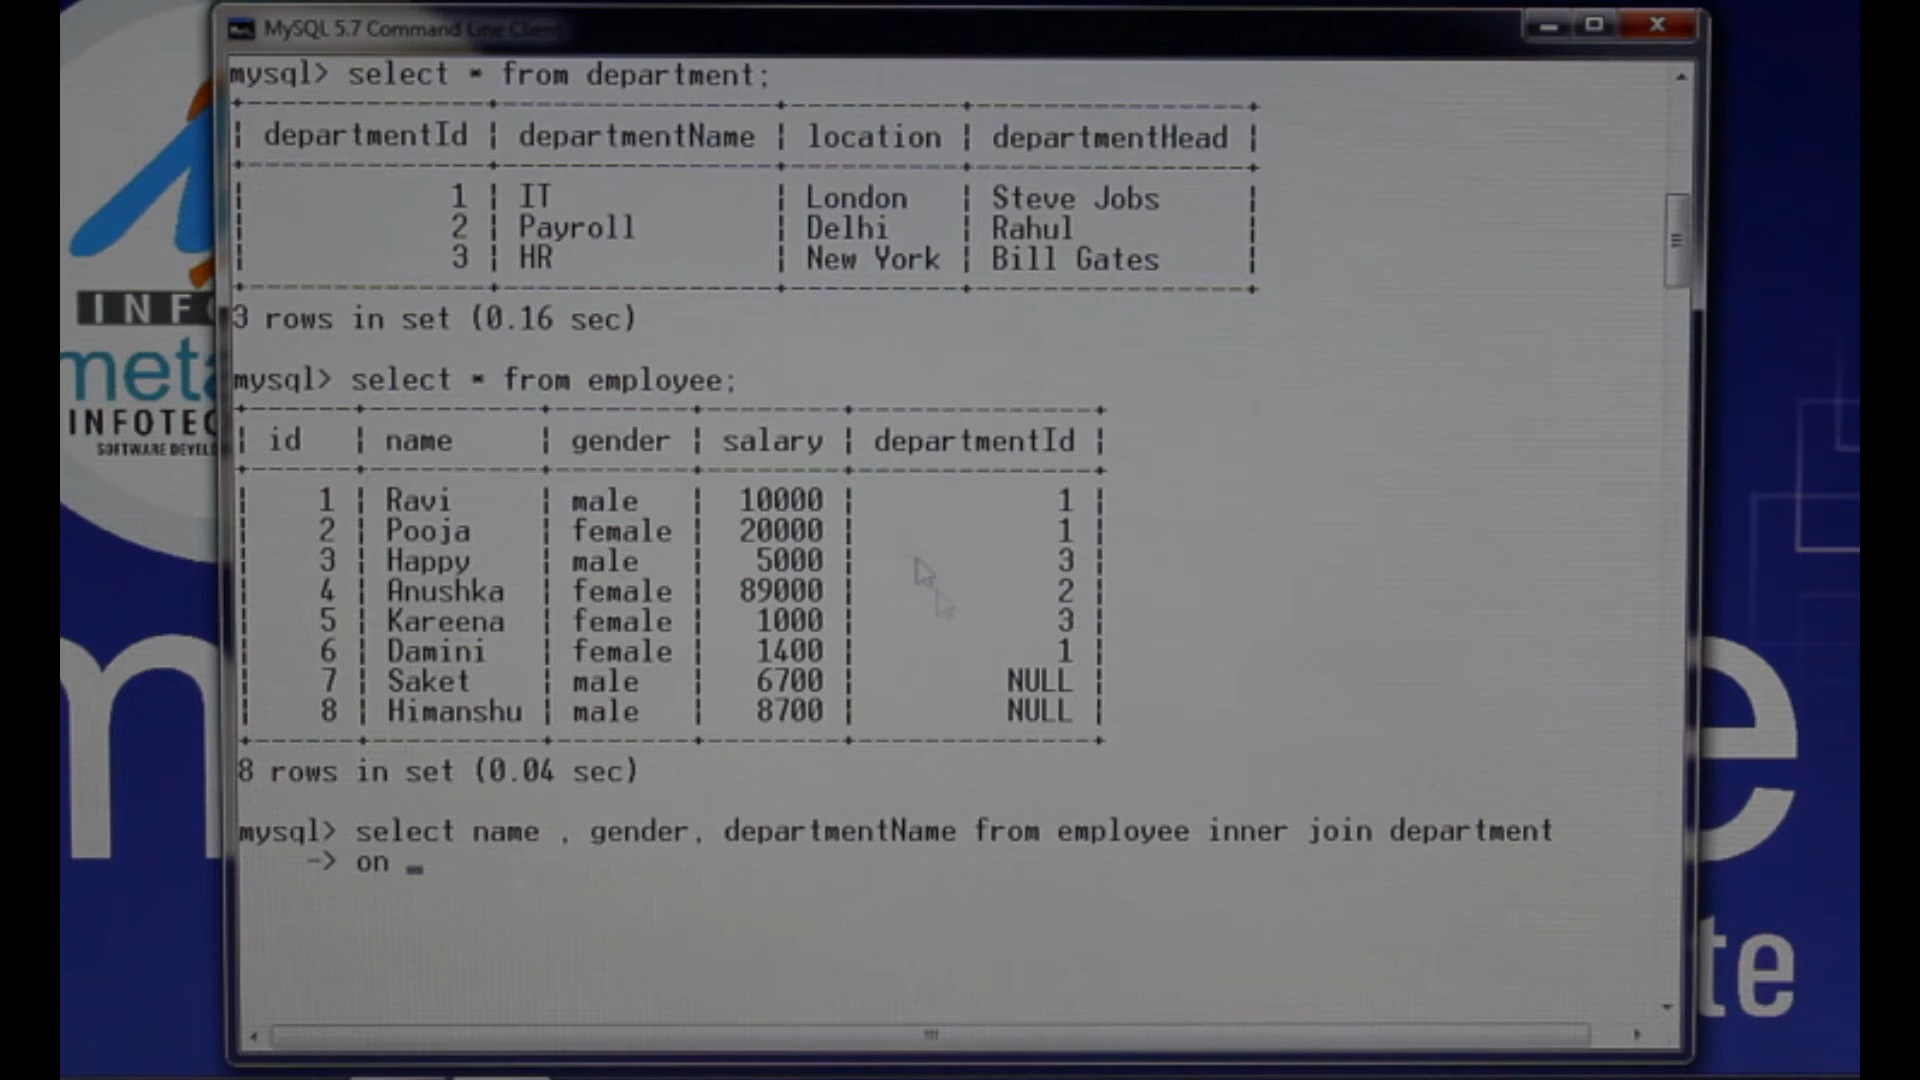 MySQL 5.7 Command Line Client
mysql> select * from department;
| departmentId | departmentName | location | departmentHead |
| 1 | IT | London | Steve Jobs |
| 2 | Payroll | Delhi | Rahul |
| 3 | HR | New York | Bill Gates |
3 rows in set (0.16 sec)
mysql> select * from employee;
| id | name | gender | salary | departmentId |
| 1 | Ravi | male | 10000 | 1 |
| 2 | Pooja | female | 20000 | 1 |
| 3 | Happy | male | 5000 | 3 |
| 4 | Anushka | female | 89000 | 2 |
| 5 | Kareena | female | 1000 | 3 |
| 6 | Damini | female | 1400 | 1 |
| 7 | Saket | male | 6700 | NULL |
| 8 | Himanshu | male | 8700 | NULL |
8 rows in set (0.04 sec)
mysql> select name , gender, departmentName from employee inner join department
-> on _
INF
meta
INFOTEC
SOFTWARE DEVEL
m
e
te